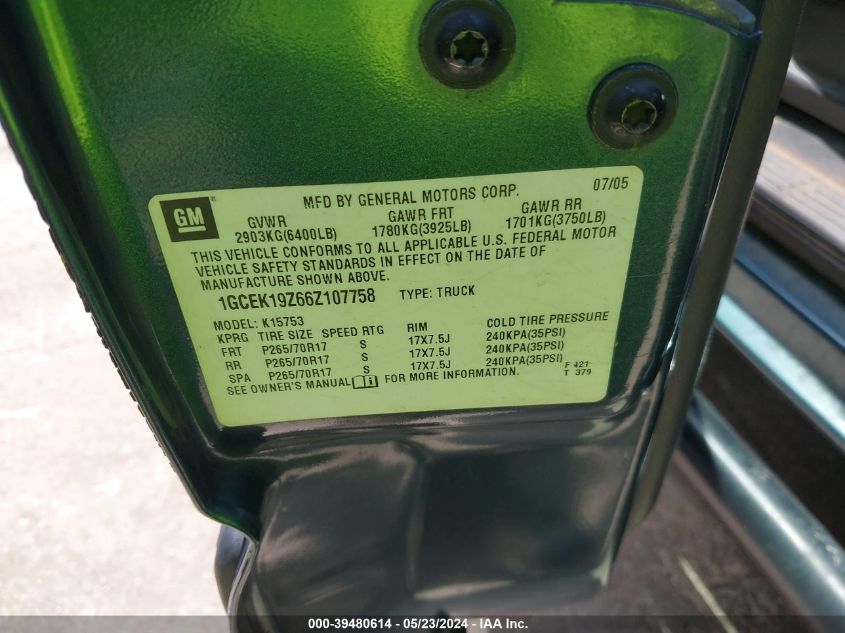 GM
MFD BY GENERAL MOTORS CORP. 07/05
GVWR GAWR FRT GAWR RR
2903KG(6400LB) 1780KG(3925LB) 1701KG(3750LB)
THIS VEHICLE CONFORMS TO ALL APPLICABLE U.S. FEDERAL MOTOR
VEHICLE SAFETY STANDARDS IN EFFECT ON THE DATE OF
MANUFACTURE SHOWN ABOVE.
1GCEK19Z66Z107758 TYPE: TRUCK
MODEL: K15753
KPRG TIRE SIZE SPEED RTG RIM COLD TIRE PRESSURE
FRT P265/70R17 S 17X7.5J 240KPA(35PSI)
RR P265/70R17 S 17X7.5J 240KPA(35PSI)
SPA P265/70R17 S 17X7.5J 240KPA(35PSI)
SEE OWNER'S MANUAL FOR MORE INFORMATION.
F 421
T 379
000-39480614 - 05/23/2024 - IAA Inc.